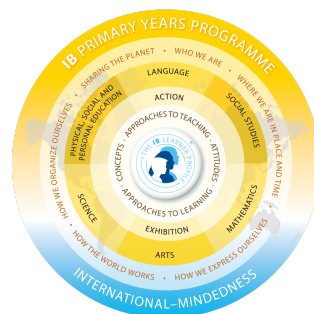 IB PRIMARY YEARS PROGRAMME
SHARING THE PLANET • WHO WE ARE • WHERE WE ARE IN PLACE AND TIME
LANGUAGE
PHYSICAL, SOCIAL AND
PERSONAL EDUCATION
SOCIAL STUDIES
ACTION
APPROACHES TO TEACHING
CONCEPTS
ATTITUDES
THE IB LEARNER PROFILE
APPROACHES TO LEARNING
EXHIBITION
SCIENCE
MATHEMATICS
ARTS
HOW WE ORGANIZE OURSELVES • HOW THE WORLD WORKS • HOW WE EXPRESS OURSELVES
INTERNATIONAL–MINDEDNESS